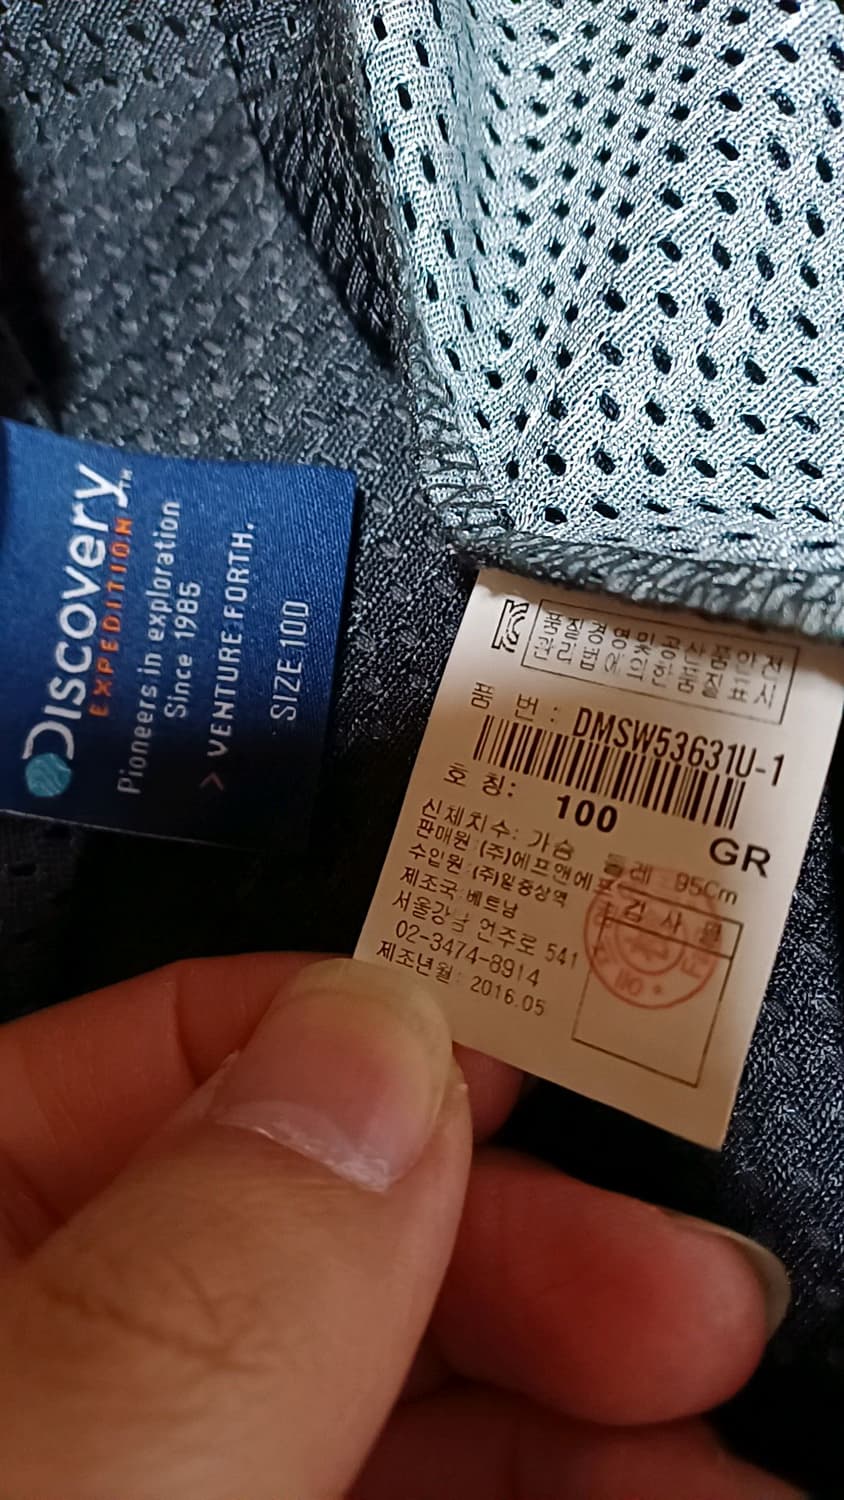 Discovery
EXPEDITION™
Pioneers in exploration
Since 1985
> VENTURE FORTH.
SIZE 100
품질경영및공산품안전
관리법에의한품질표시
품 번 : DMSW53631U-1
호 칭: 100
GR
신체치수: 가슴 둘레 95Cm
판매원 (주)에프앤에프
수입원 (주)일중상역
제조국 베트남
서울강남 언주로 541
02-3474-8914
제조년월: 2016.05
검 사 필